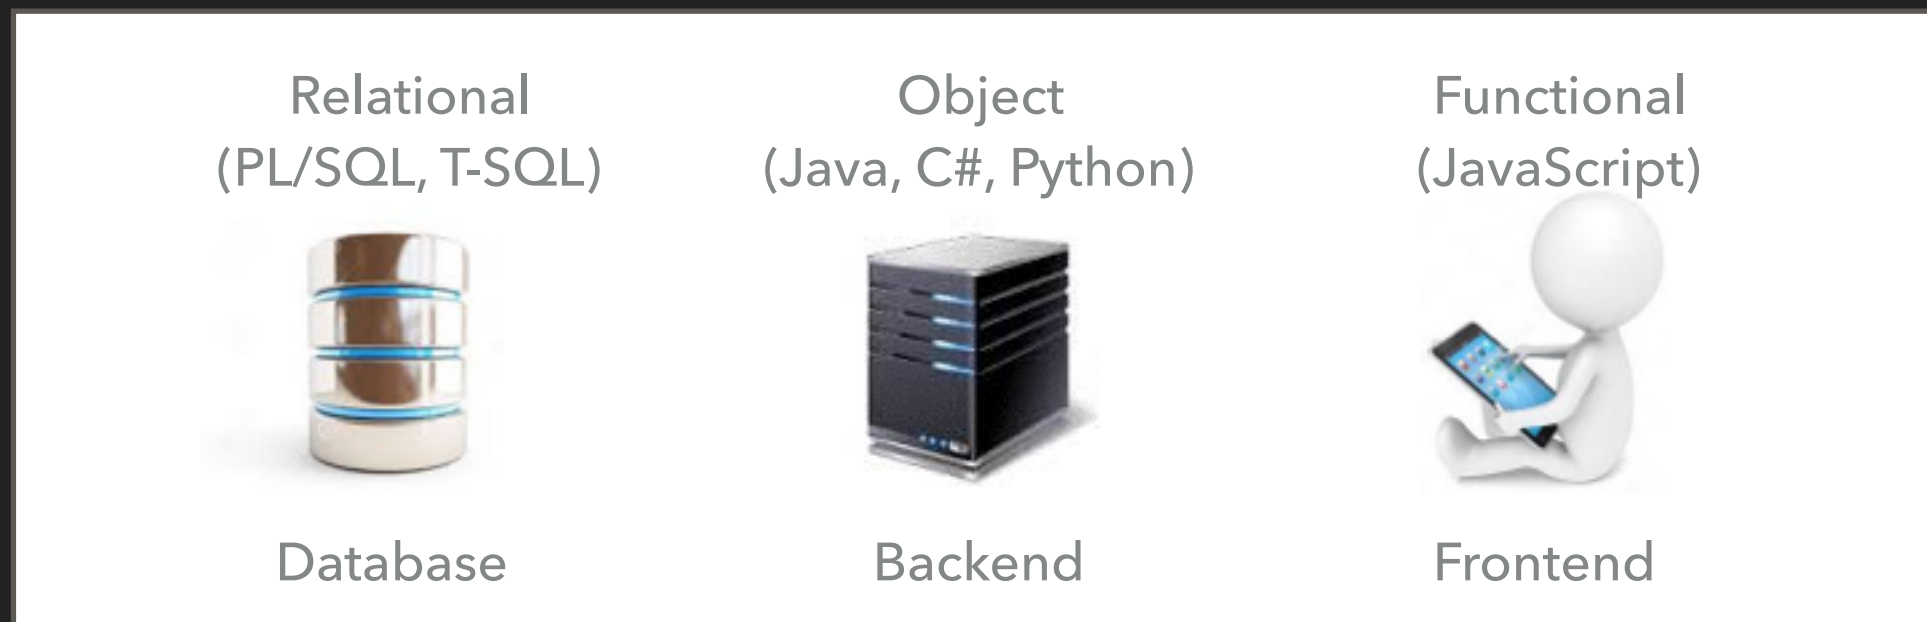 Relational
(PL/SQL, T-SQL)
Object
(Java, C#, Python)
Functional
(JavaScript)
Database
Backend
Frontend